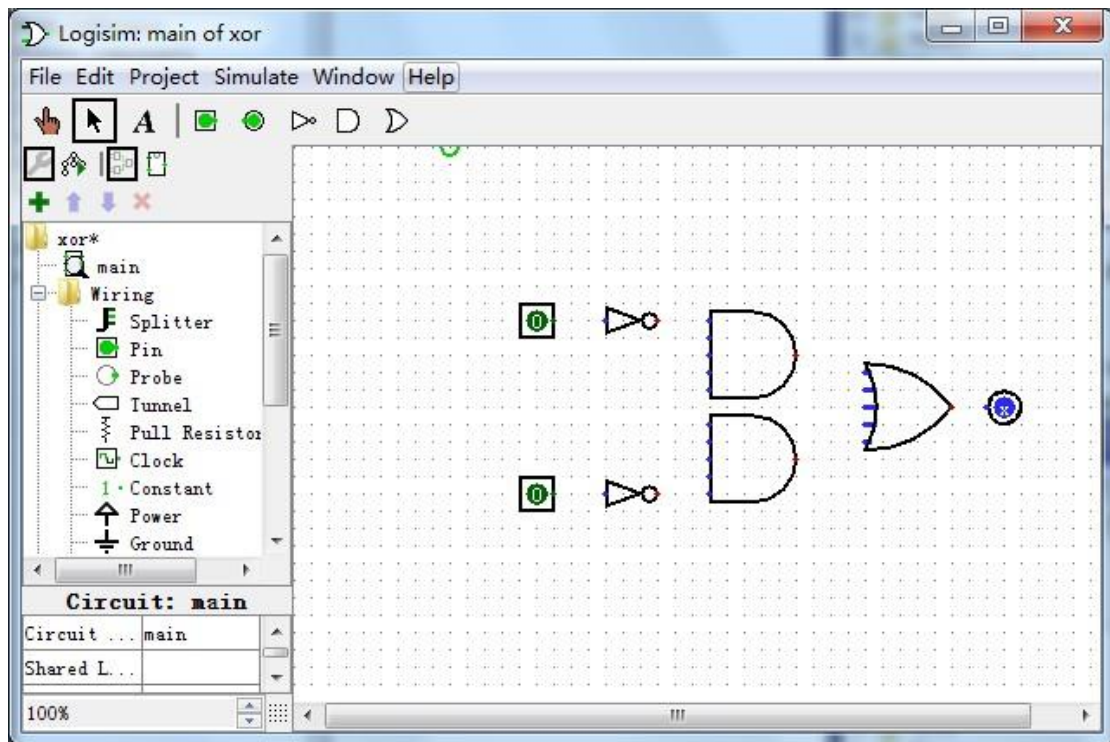 Logisim: main of xor
File Edit Project Simulate Window Help
A
xor*
main
Wiring
Splitter
Pin
Probe
Tunnel
Pull Resistor
Clock
1 Constant
Power
Ground
0
0
x
Circuit: main
Circuit ... main
Shared L...
100%